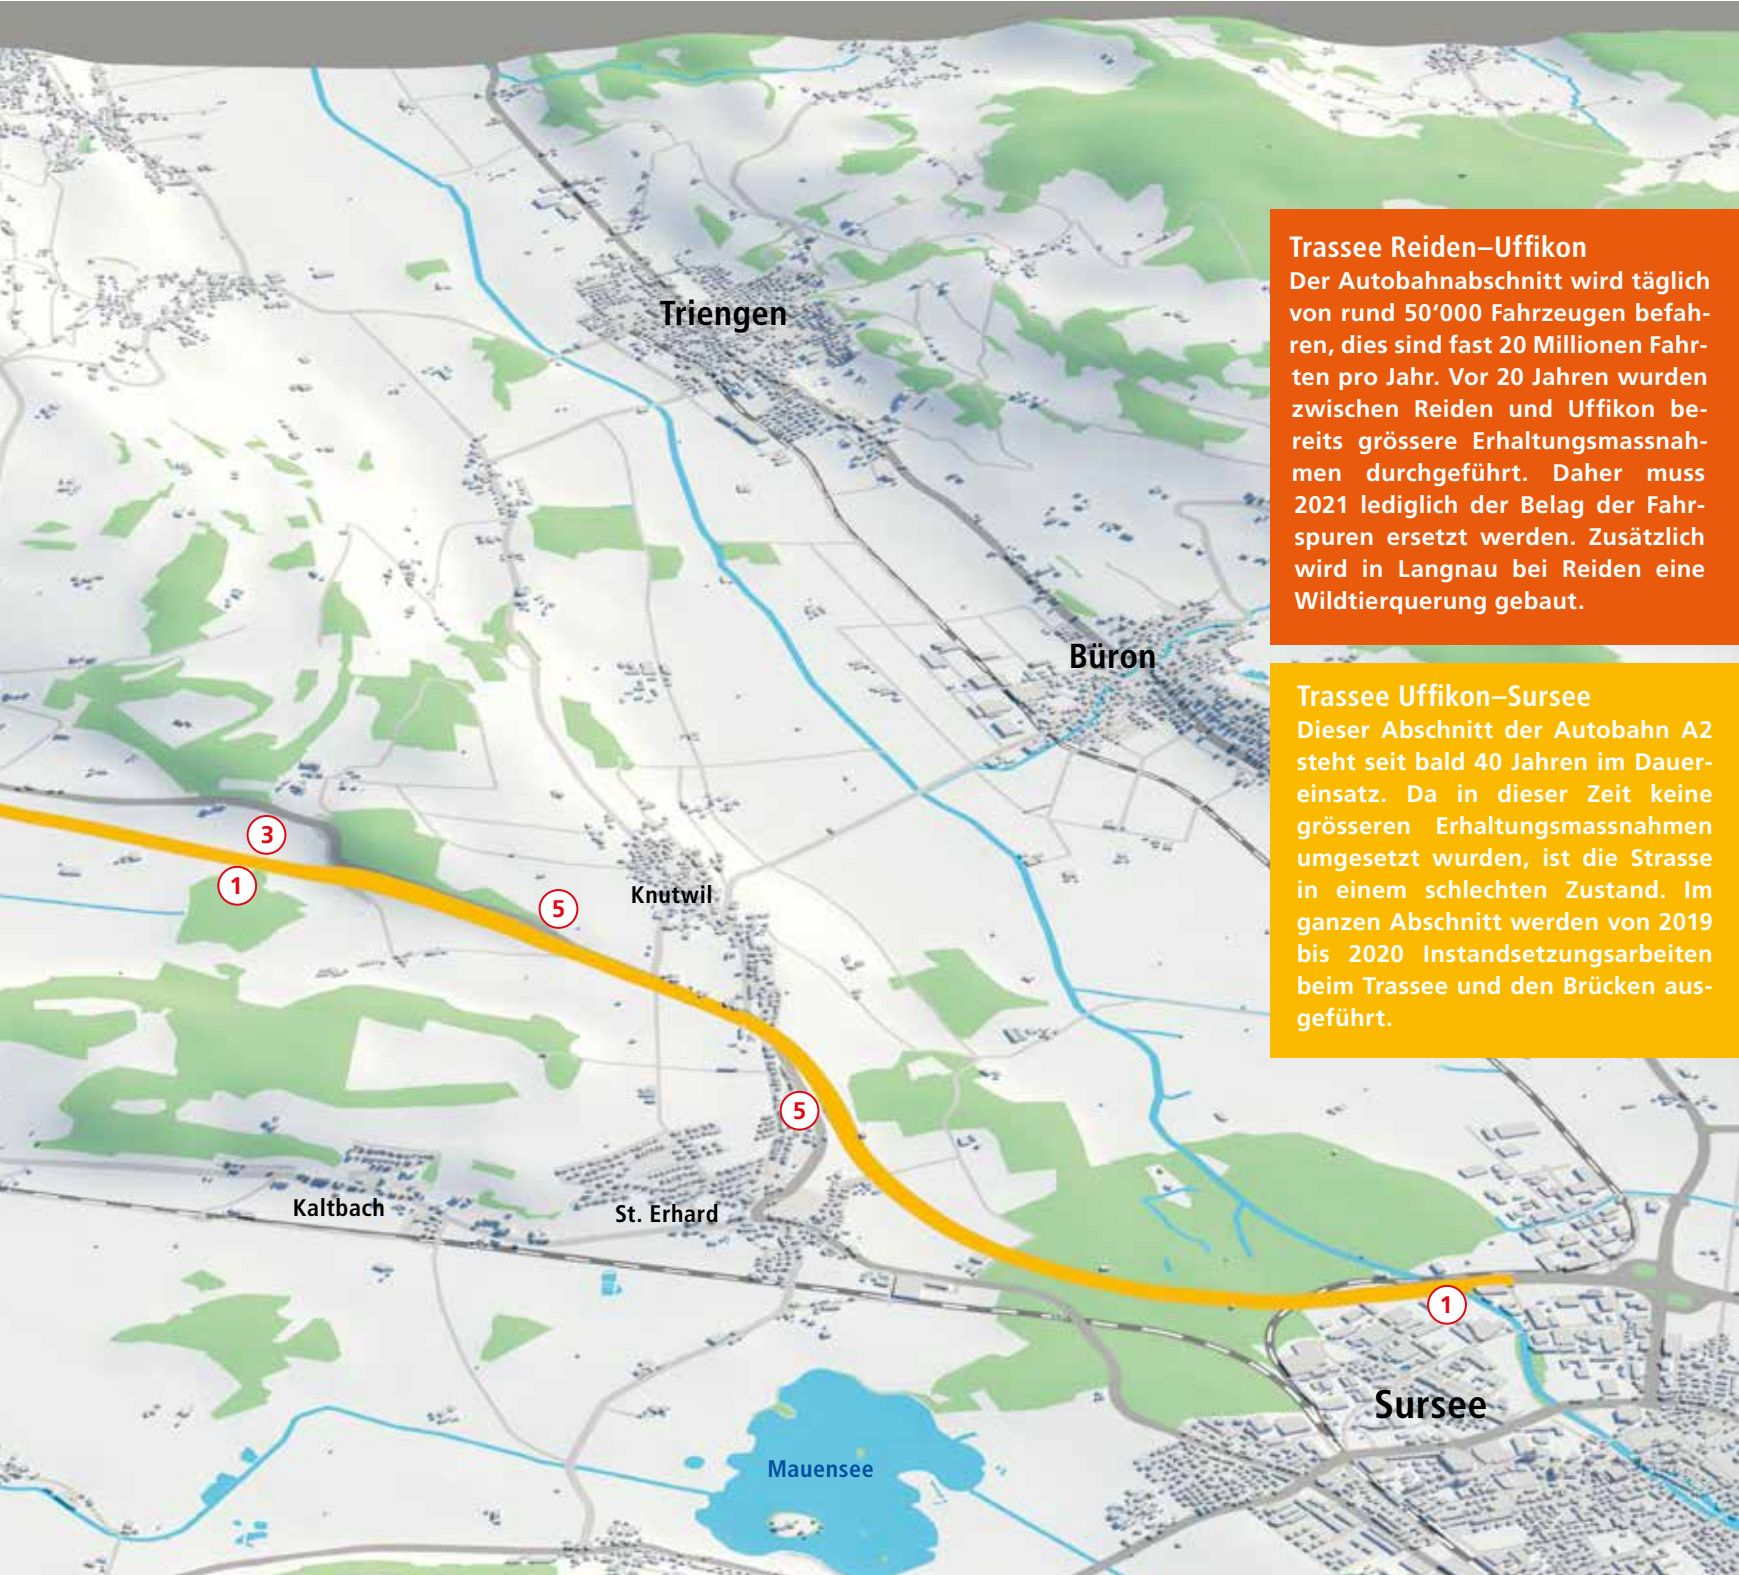 Trassee Reiden–Uffikon
Der Autobahnabschnitt wird täglich
von rund 50‘000 Fahrzeugen befah-
ren, dies sind fast 20 Millionen Fahr-
ten pro Jahr. Vor 20 Jahren wurden
zwischen Reiden und Uffikon be-
reits grössere Erhaltungsmassnah-
men durchgeführt. Daher muss
2021 lediglich der Belag der Fahr-
spuren ersetzt werden. Zusätzlich
wird in Langnau bei Reiden eine
Wildtierquerung gebaut.
Trassee Uffikon–Sursee
Dieser Abschnitt der Autobahn A2
steht seit bald 40 Jahren im Dauer-
einsatz. Da in dieser Zeit keine
grösseren Erhaltungsmassnahmen
umgesetzt wurden, ist die Strasse
in einem schlechten Zustand. Im
ganzen Abschnitt werden von 2019
bis 2020 Instandsetzungsarbeiten
beim Trassee und den Brücken aus-
geführt.
Triengen
Büron
3
1
5
Knutwil
5
Kaltbach
St. Erhard
1
Sursee
Mauensee